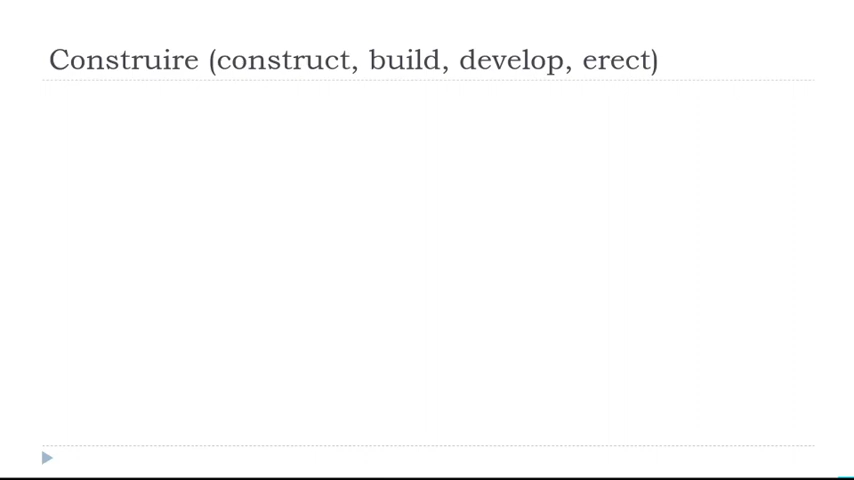 Construire (construct, build, develop, erect)